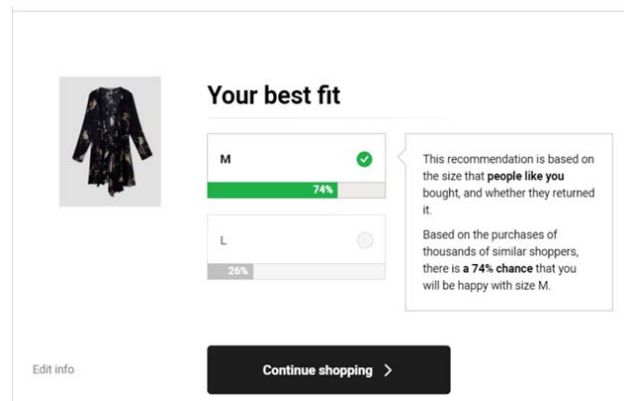 Your best fit
M
74%
L
26%
This recommendation is based on
the size that people like you
bought, and whether they returned
it.
Based on the purchases of
thousands of similar shoppers,
there is a 74% chance that you
will be happy with size M.
Edit info
Continue shopping